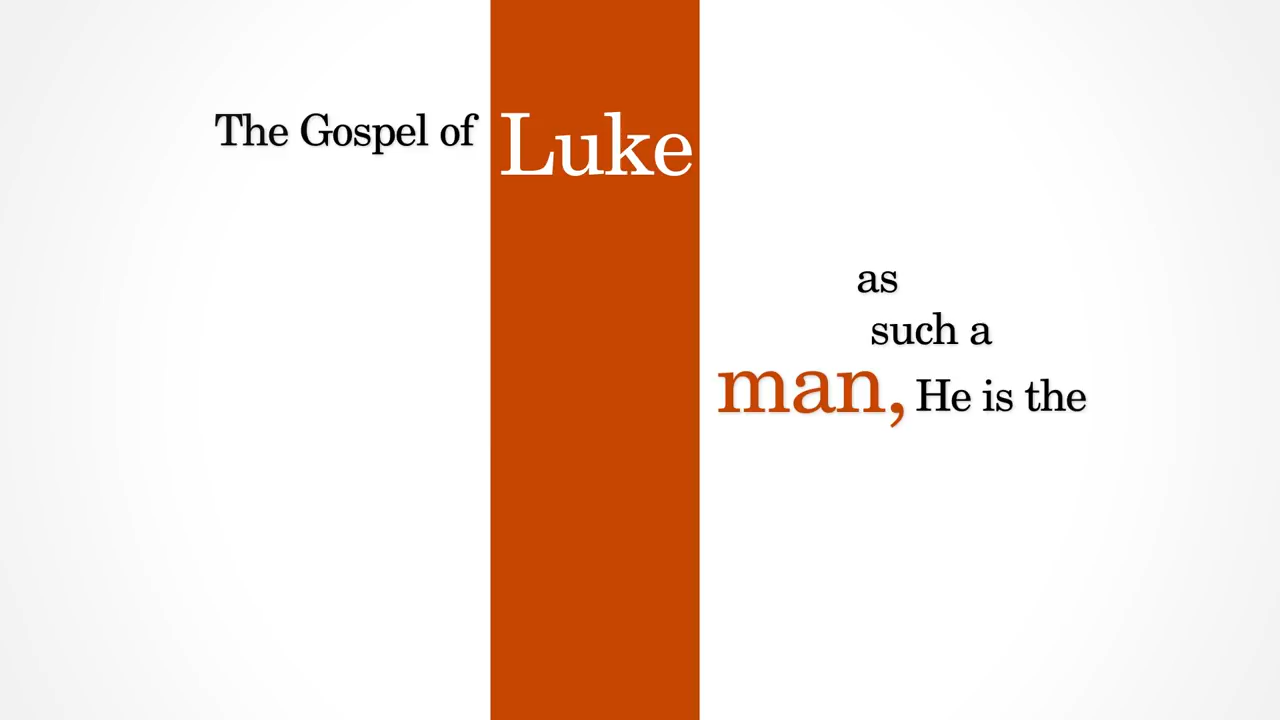 The Gospel of Luke
as
such a
man, He is the